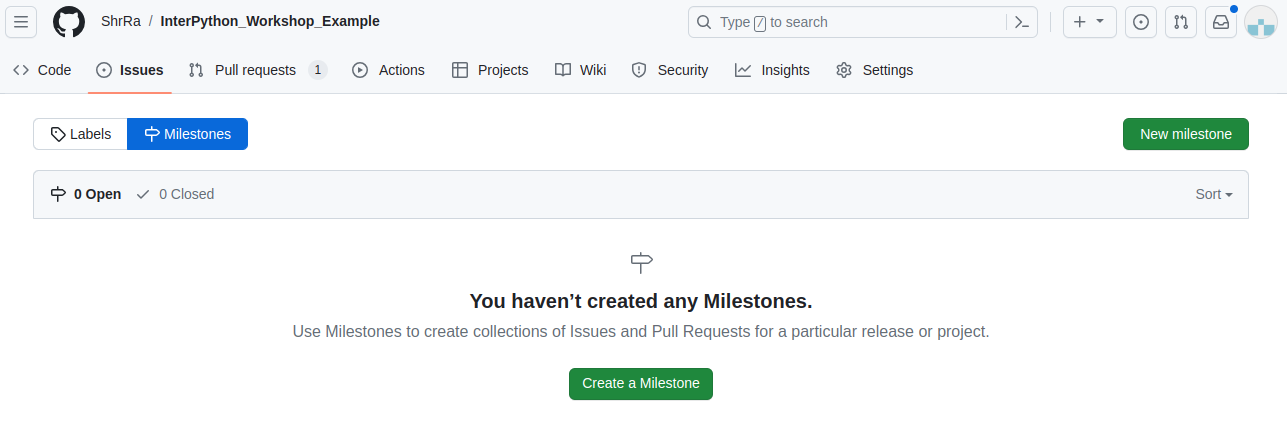 ShrRa / InterPython_Workshop_Example Type / to search
Code Issues Pull requests 1 Actions Projects Wiki Security Insights Settings
Labels Milestones New milestone
0 Open 0 Closed Sort
You haven’t created any Milestones.
Use Milestones to create collections of Issues and Pull Requests for a particular release or project.
Create a Milestone